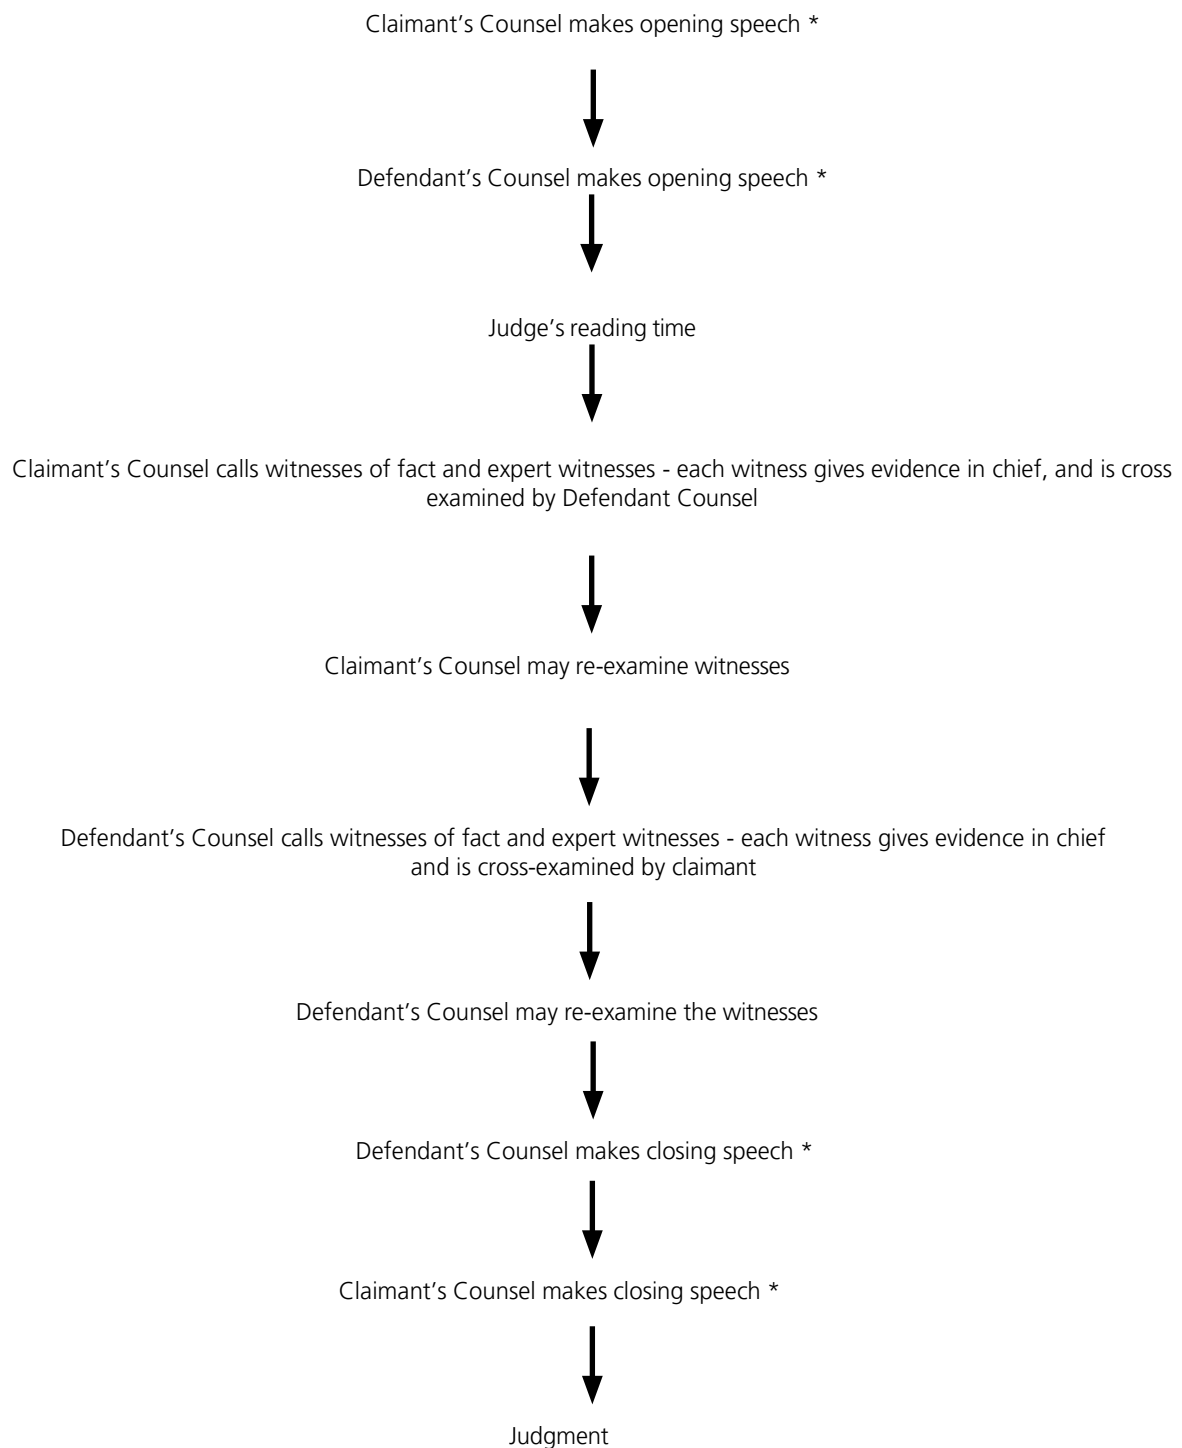 Claimant’s Counsel makes opening speech *
Defendant’s Counsel makes opening speech *
Judge’s reading time
Claimant’s Counsel calls witnesses of fact and expert witnesses - each witness gives evidence in chief, and is cross
examined by Defendant Counsel
Claimant’s Counsel may re-examine witnesses
Defendant’s Counsel calls witnesses of fact and expert witnesses - each witness gives evidence in chief
and is cross-examined by claimant
Defendant’s Counsel may re-examine the witnesses
Defendant’s Counsel makes closing speech *
Claimant’s Counsel makes closing speech *
Judgment